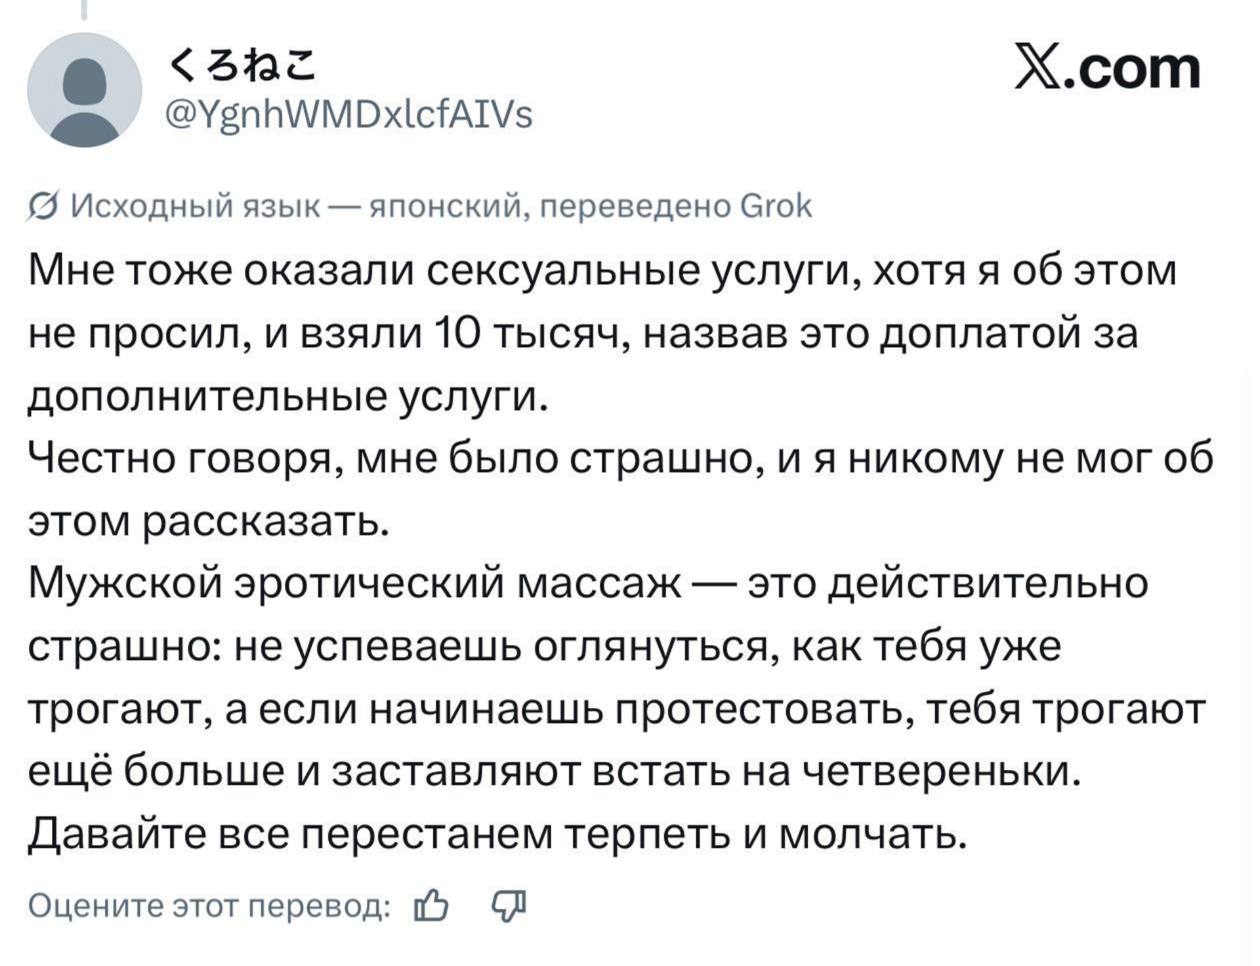 くろねこ
X.com
@YgnhWMDxlcfAIVs
Исходный язык — японский, переведено Grok
Мне тоже оказали сексуальные услуги, хотя я об этом
не просил, и взяли 10 тысяч, назвав это доплатой за
дополнительные услуги.
Честно говоря, мне было страшно, и я никому не мог об
этом рассказать.
Мужской эротический массаж — это действительно
страшно: не успеваешь оглянуться, как тебя уже
трогают, а если начинаешь протестовать, тебя трогают
ещё больше и заставляют встать на четвереньки.
Давайте все перестанем терпеть и молчать.
Оцените этот перевод: